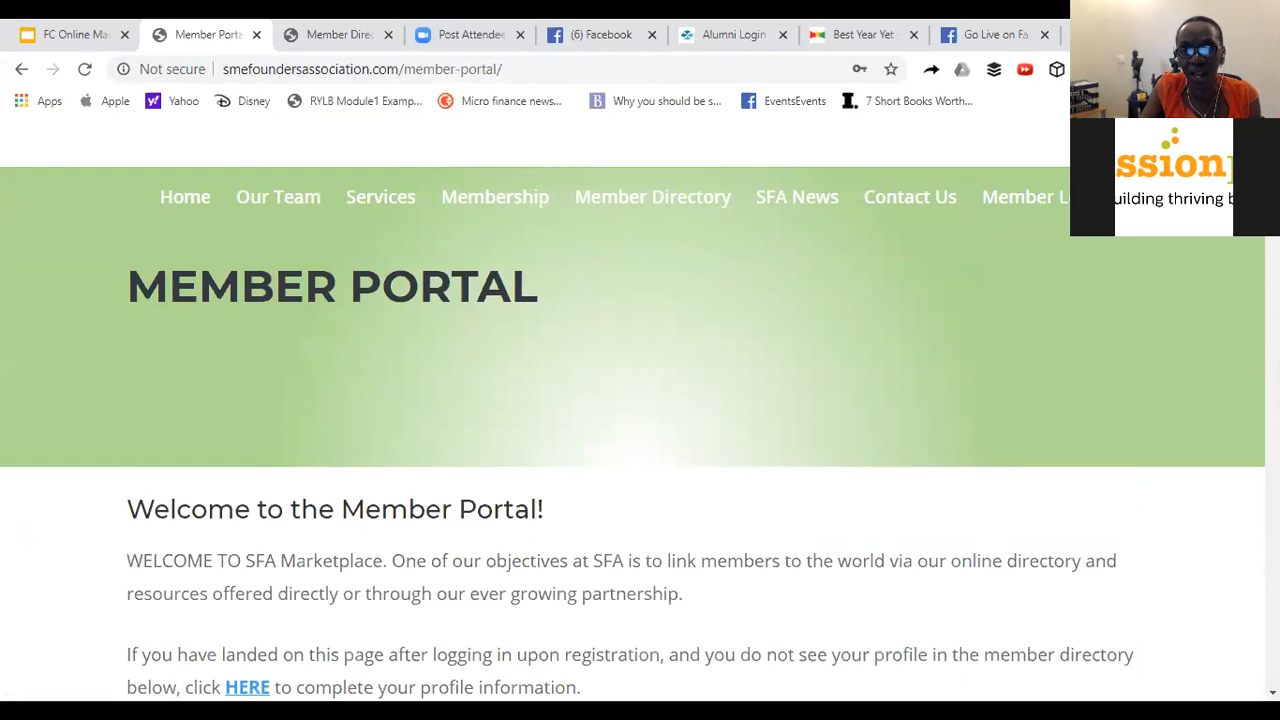 FC Online Ma
Member Porta
Member Direc
Post Attendee
(6) Facebook
Alumni Login
Best Year Yet -
Go Live on Fa
Not secure
smefoundersassociation.com/member-portal/
Apps
Apple
Yahoo
Disney
RYLB Module1 Examp...
Micro finance news...
Why you should be s...
EventsEvents
7 Short Books Worth...
ssion
uilding thriving b
Home Our Team Services Membership Member Directory SFA News Contact Us Member L
MEMBER PORTAL
Welcome to the Member Portal!
WELCOME TO SFA Marketplace. One of our objectives at SFA is to link members to the world via our online directory and
resources offered directly or through our ever growing partnership.
If you have landed on this page after logging in upon registration, and you do not see your profile in the member directory
below, click HERE to complete your profile information.